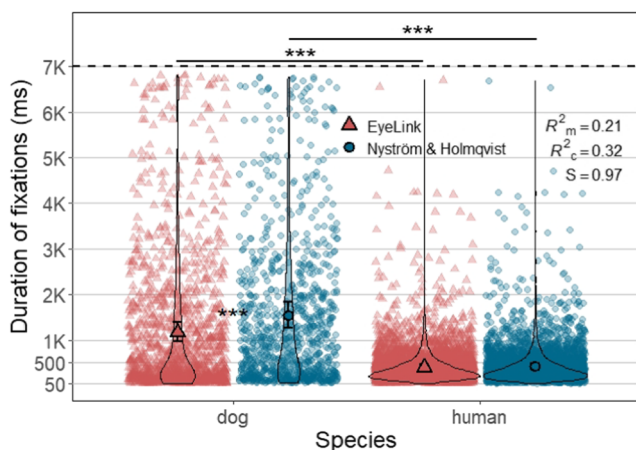 ***
***
7K
6K
5K
4K
3K
2K
1K
500
50
Duration of fixations (ms)
EyeLink
Nyström & Holmqvist
R²m = 0.21
R²c = 0.32
S = 0.97
***
dog
human
Species